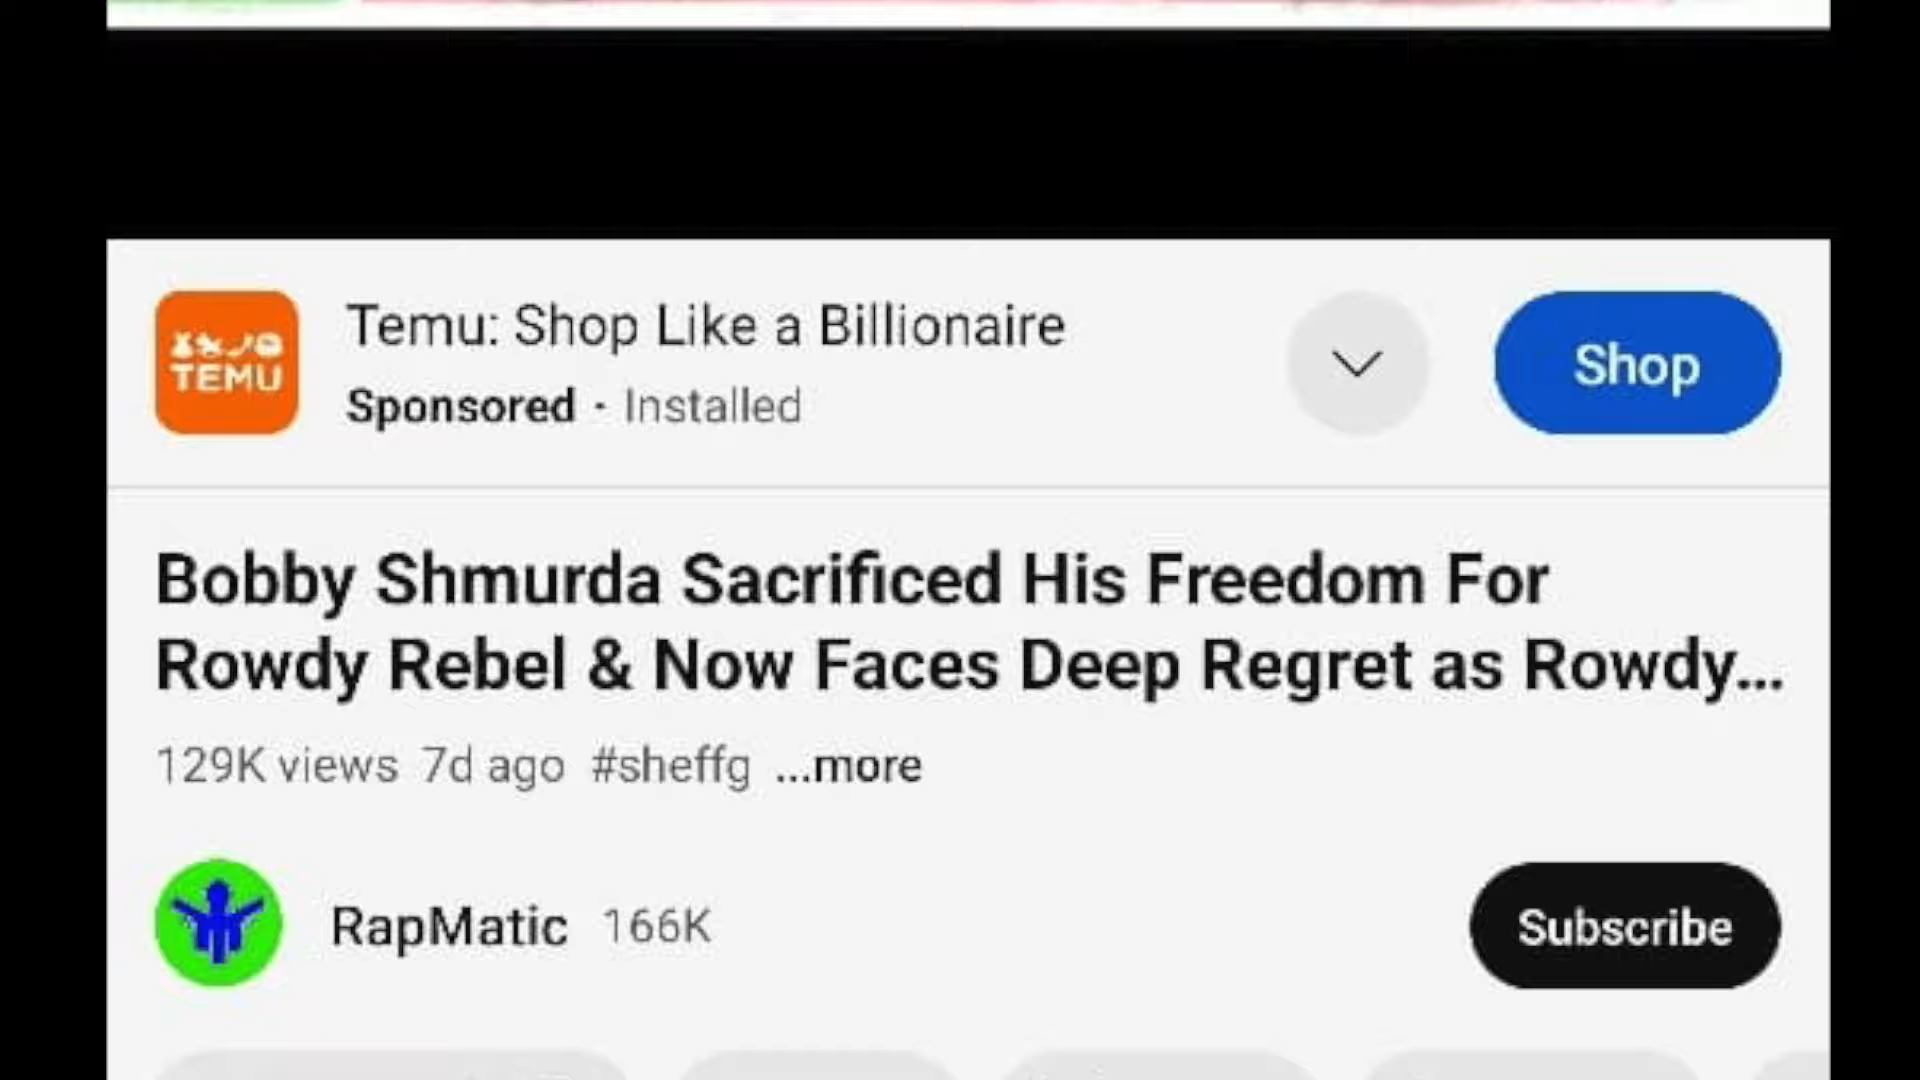 TEMU
Temu: Shop Like a Billionaire
Sponsored · Installed
Shop
Bobby Shmurda Sacrificed His Freedom For
Rowdy Rebel & Now Faces Deep Regret as Rowdy...
129K views 7d ago #sheffg ...more
RapMatic 166K
Subscribe